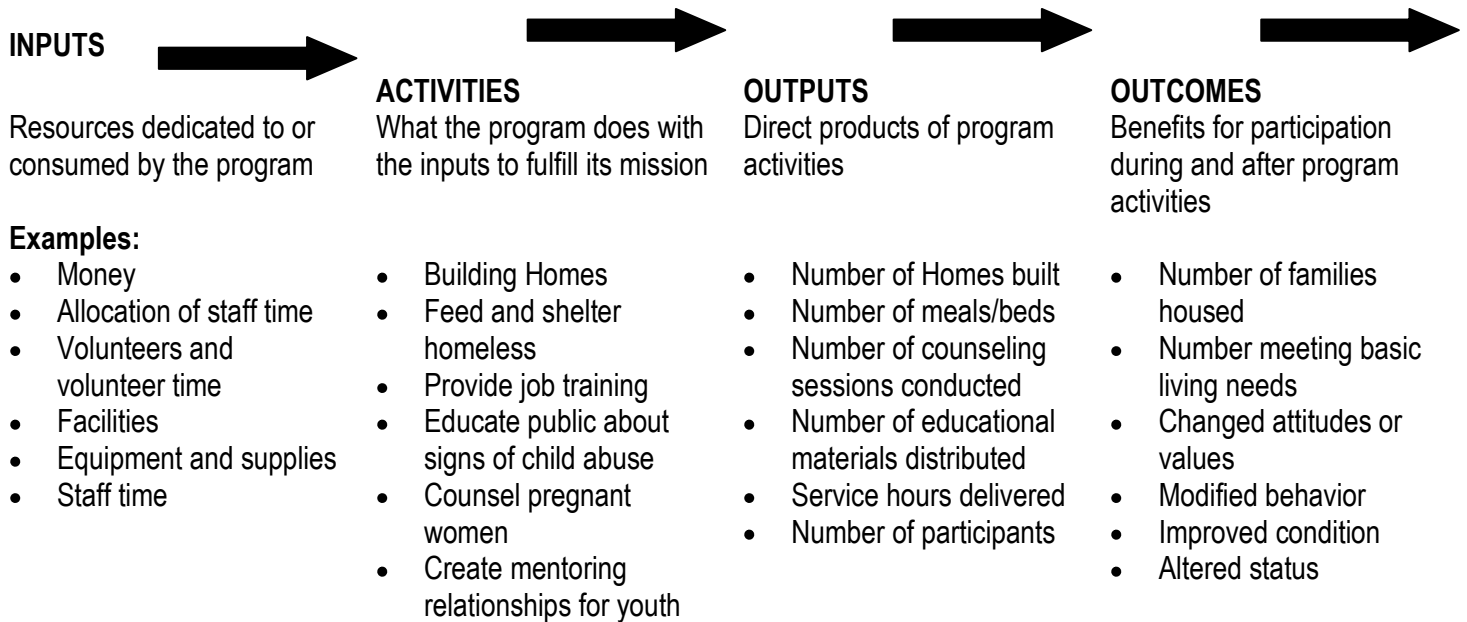 INPUTS
Resources dedicated to or
consumed by the program
Examples:
• Money
• Allocation of staff time
• Volunteers and
volunteer time
• Facilities
• Equipment and supplies
• Staff time
ACTIVITIES
What the program does with
the inputs to fulfill its mission
• Building Homes
• Feed and shelter
homeless
• Provide job training
• Educate public about
signs of child abuse
• Counsel pregnant
women
• Create mentoring
relationships for youth
OUTPUTS
Direct products of program
activities
• Number of Homes built
• Number of meals/beds
• Number of counseling
sessions conducted
• Number of educational
materials distributed
• Service hours delivered
• Number of participants
OUTCOMES
Benefits for participation
during and after program
activities
• Number of families
housed
• Number meeting basic
living needs
• Changed attitudes or
values
• Modified behavior
• Improved condition
• Altered status